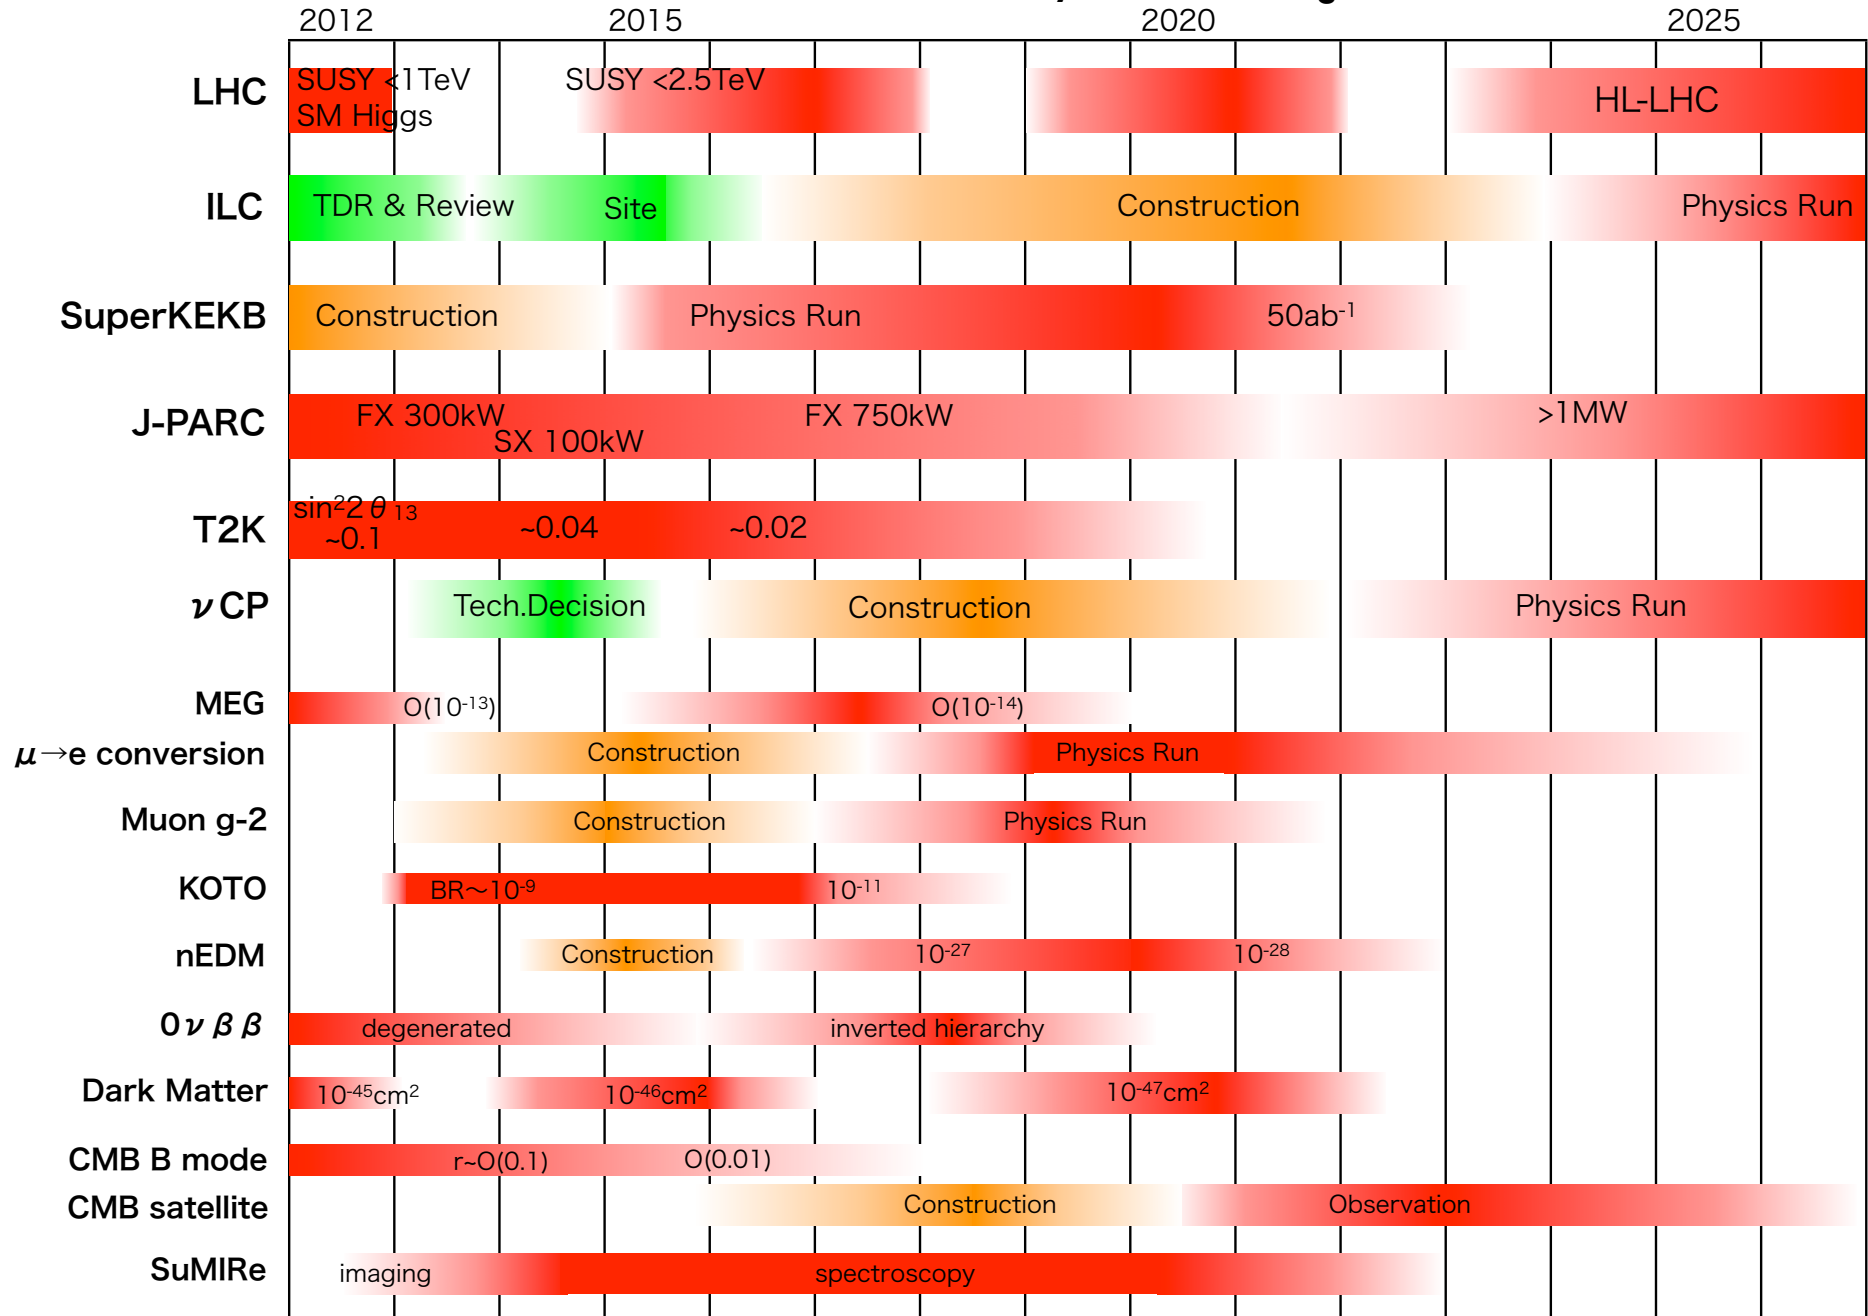 2012 2015 2020 2025
LHC
SUSY <1TeV
SM Higgs
SUSY <2.5TeV
HL-LHC
ILC
TDR & Review
Site
Construction
Physics Run
SuperKEKB
Construction
Physics Run
50ab⁻¹
J-PARC
FX 300kW
SX 100kW
FX 750kW
>1MW
T2K
sin²2θ₁₃
~0.1
~0.04
~0.02
νCP
Tech.Decision
Construction
Physics Run
MEG
O(10⁻¹³)
O(10⁻¹⁴)
μ→e conversion
Construction
Physics Run
Muon g-2
Construction
Physics Run
KOTO
BR～10⁻⁹
10⁻¹¹
nEDM
Construction
10⁻²⁷
10⁻²⁸
0νββ
degenerated
inverted hierarchy
Dark Matter
10⁻⁴⁵cm²
10⁻⁴⁶cm²
10⁻⁴⁷cm²
CMB B mode
r~O(0.1)
O(0.01)
CMB satellite
Construction
Observation
SuMIRe
imaging
spectroscopy